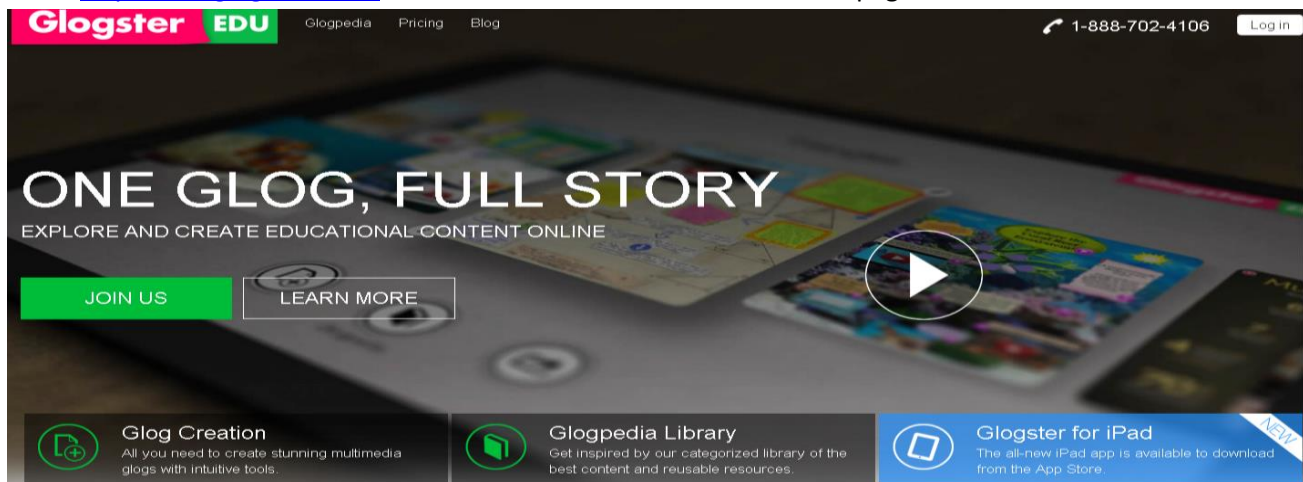 Glogster EDU Glogpedia Pricing Blog 1-888-702-4106 Log in
ONE GLOG, FULL STORY
EXPLORE AND CREATE EDUCATIONAL CONTENT ONLINE
JOIN US LEARN MORE
Glog Creation
All you need to create stunning multimedia
glogs with intuitive tools.
Glogpedia Library
Get inspired by our categorized library of the
best content and reusable resources.
Glogster for iPad
The all-new iPad app is available to download
from the App Store.
NEW